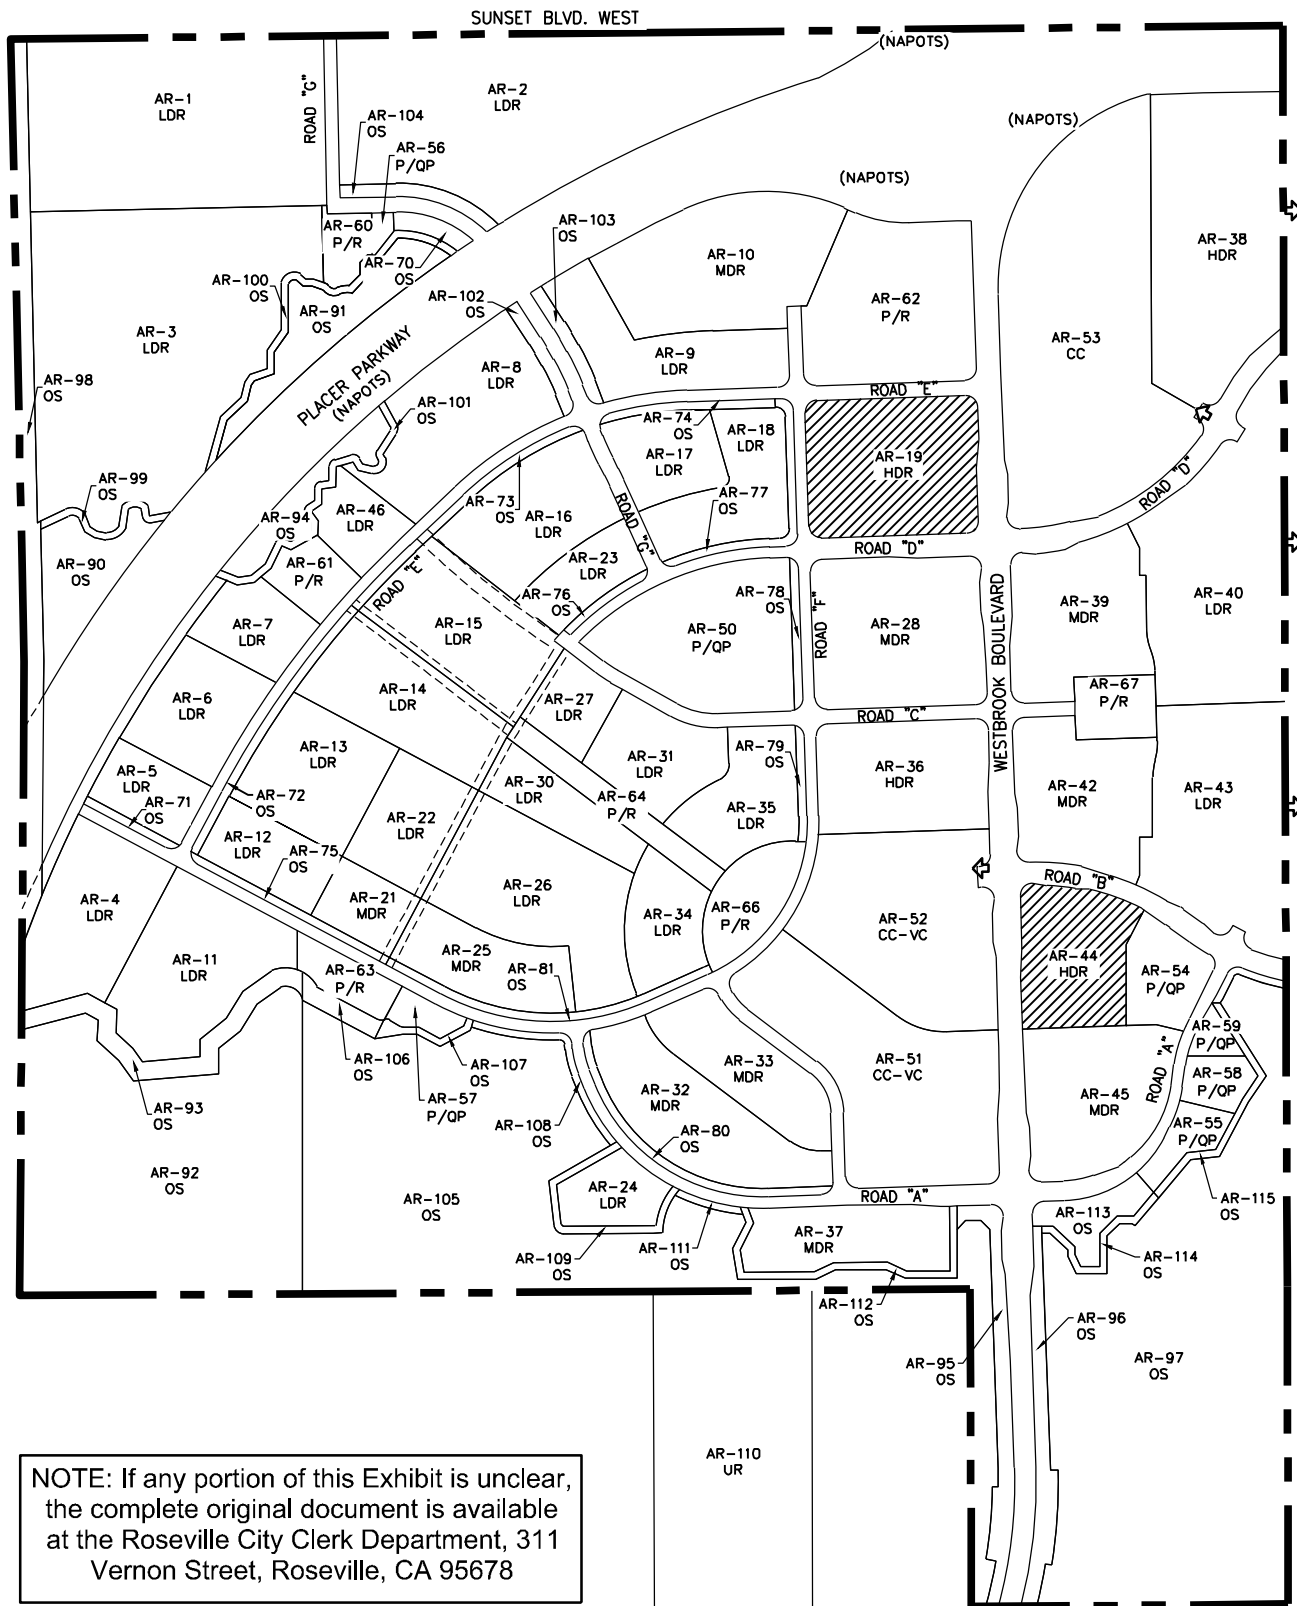 SUNSET BLVD. WEST
(NAPOTS)
AR-1
LDR
ROAD "G"
AR-2
LDR
AR-104
OS
AR-56
P/QP
(NAPOTS)
(NAPOTS)
AR-60
P/R
AR-103
OS
AR-70
OS
AR-10
MDR
AR-38
HDR
AR-100
OS
AR-102
OS
AR-91
OS
AR-62
P/R
AR-3
LDR
PLACER PARKWAY
(NAPOTS)
AR-8
LDR
AR-9
LDR
AR-53
CC
AR-98
OS
AR-101
OS
ROAD "E"
AR-74
OS
AR-18
LDR
AR-17
LDR
AR-19
HDR
ROAD "D"
AR-99
OS
AR-73
OS
AR-77
OS
AR-46
LDR
AR-94
OS
AR-16
LDR
ROAD "G"
ROAD "D"
AR-90
OS
AR-61
P/R
ROAD "E"
AR-23
LDR
AR-76
OS
AR-78
OS
AR-40
LDR
AR-39
MDR
AR-7
LDR
AR-15
LDR
AR-50
P/QP
ROAD "F"
AR-28
MDR
WESTBROOK BOULEVARD
AR-6
LDR
AR-14
LDR
AR-27
LDR
AR-67
P/R
ROAD "C"
AR-13
LDR
AR-31
LDR
AR-79
OS
AR-36
HDR
AR-5
LDR
AR-71
OS
AR-72
OS
AR-30
LDR
AR-64
P/R
AR-42
MDR
AR-43
LDR
AR-12
LDR
AR-22
LDR
AR-35
LDR
AR-75
OS
ROAD "B"
AR-4
LDR
AR-21
MDR
AR-26
LDR
AR-34
LDR
AR-66
P/R
AR-52
CC-VC
AR-11
LDR
AR-63
P/R
AR-25
MDR
AR-81
OS
AR-44
HDR
AR-54
P/QP
AR-59
P/QP
AR-106
OS
AR-107
OS
AR-33
MDR
AR-51
CC-VC
ROAD "A"
AR-58
P/QP
AR-93
OS
AR-57
P/QP
AR-32
MDR
AR-45
MDR
AR-108
OS
AR-80
OS
AR-55
P/QP
AR-92
OS
AR-105
OS
AR-24
LDR
ROAD "A"
AR-115
OS
AR-113
OS
AR-37
MDR
AR-109
OS
AR-111
OS
AR-114
OS
AR-112
OS
AR-96
OS
AR-95
OS
AR-97
OS
AR-110
UR
NOTE: If any portion of this Exhibit is unclear,
the complete original document is available
at the Roseville City Clerk Department, 311
Vernon Street, Roseville, CA 95678